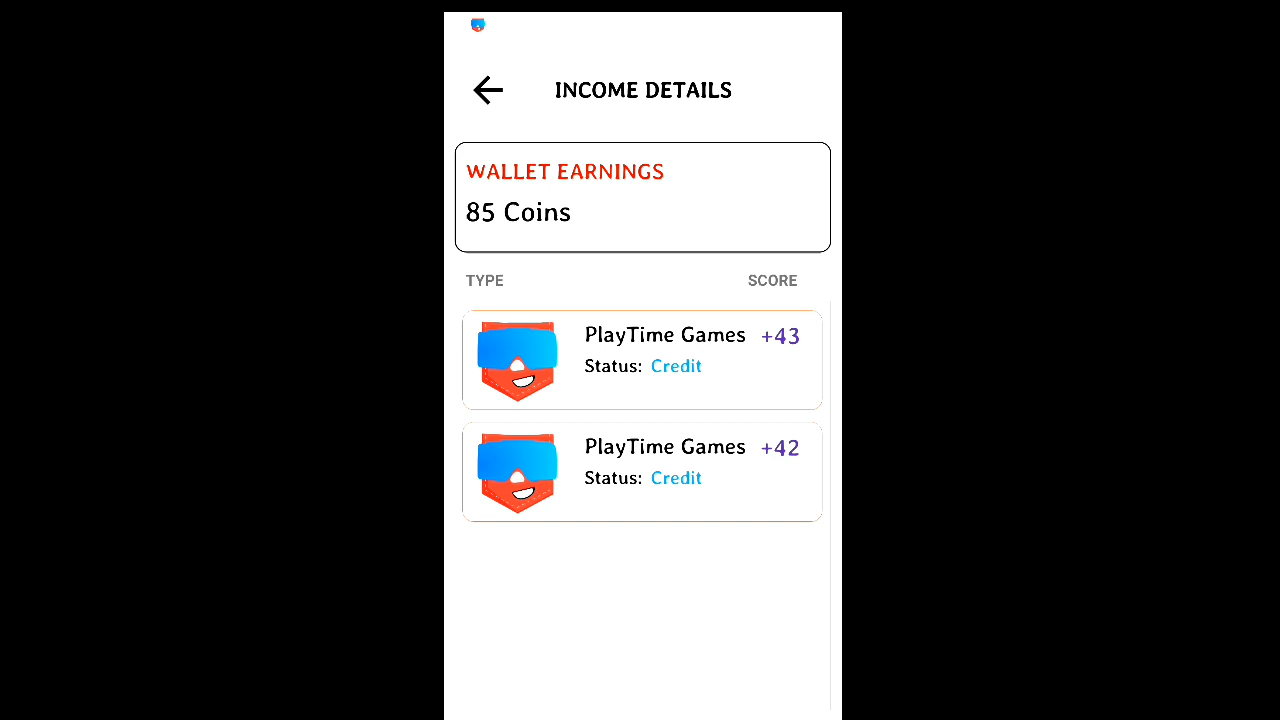 INCOME DETAILS
WALLET EARNINGS
85 Coins
TYPE SCORE
PlayTime Games +43
Status: Credit
PlayTime Games +42
Status: Credit